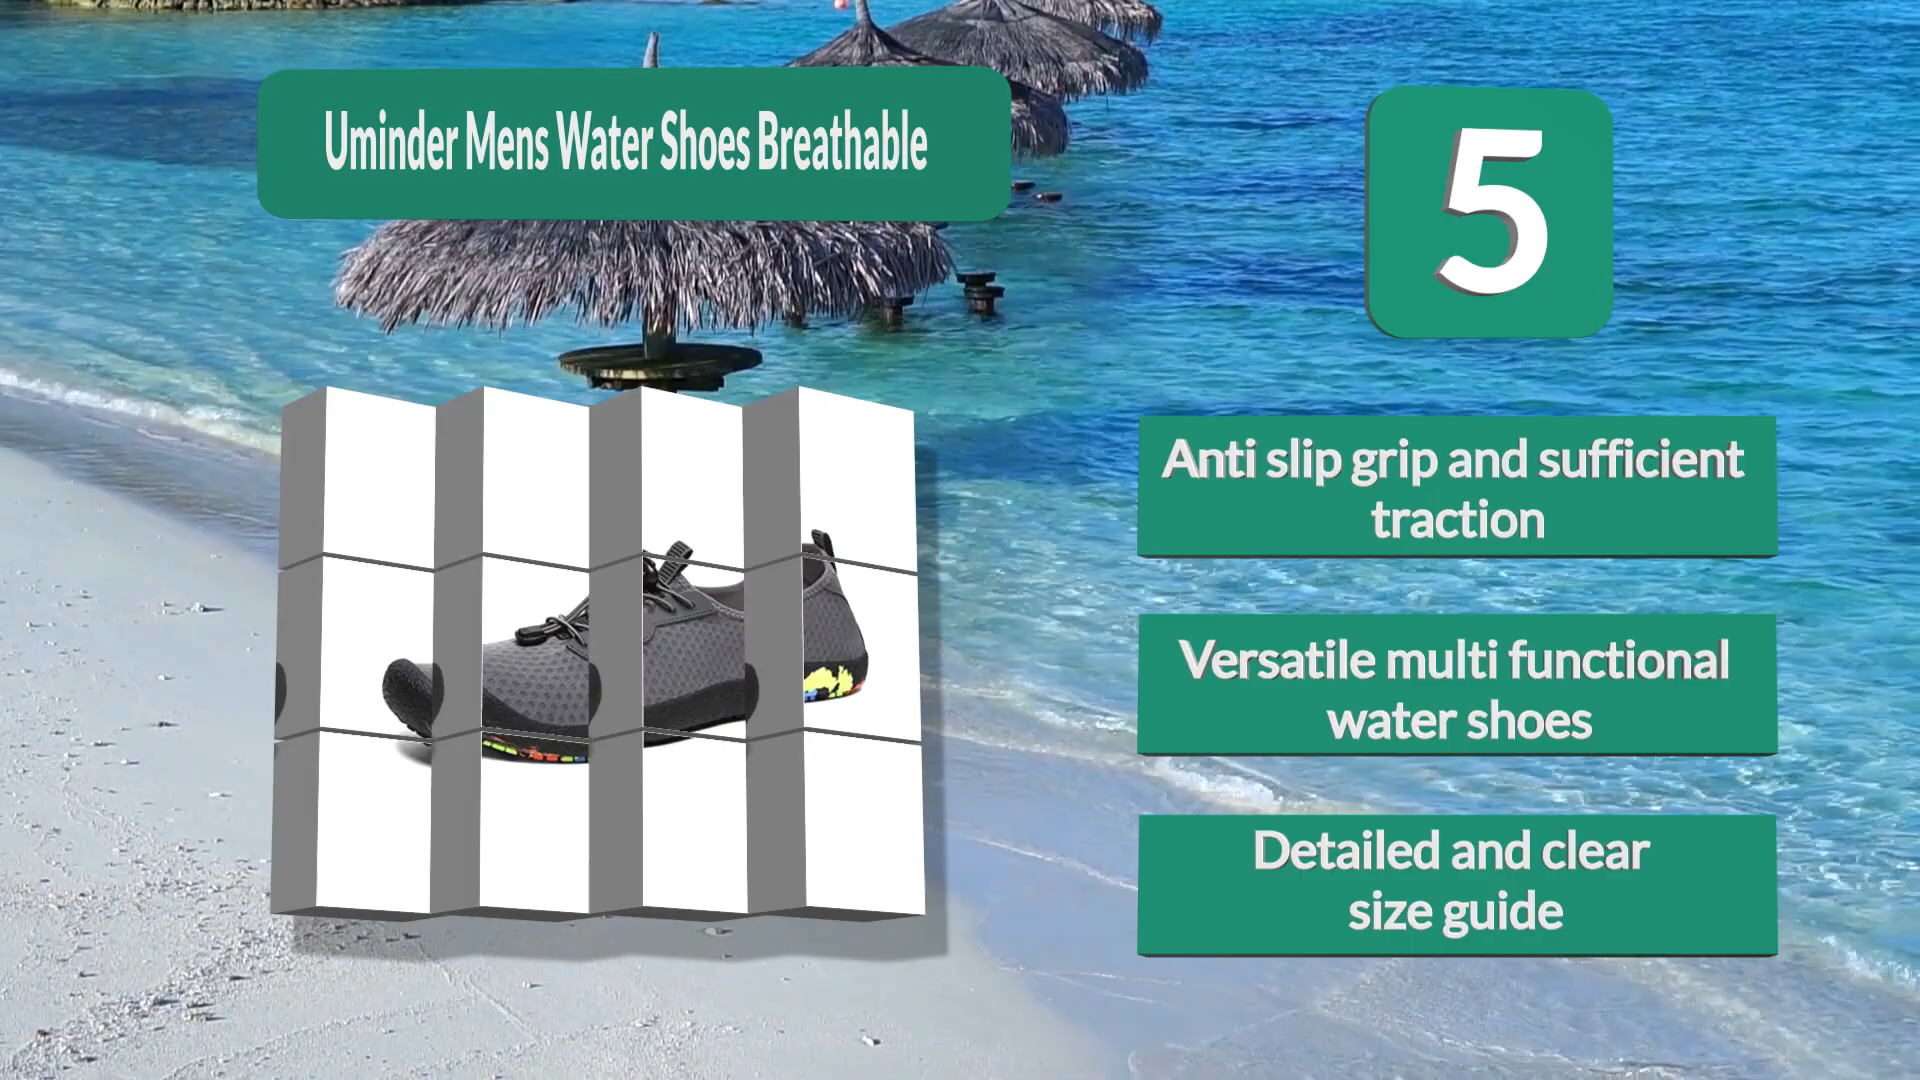 Uminder Mens Water Shoes Breathable
5
Anti slip grip and sufficient
traction
Versatile multi functional
water shoes
Detailed and clear
size guide